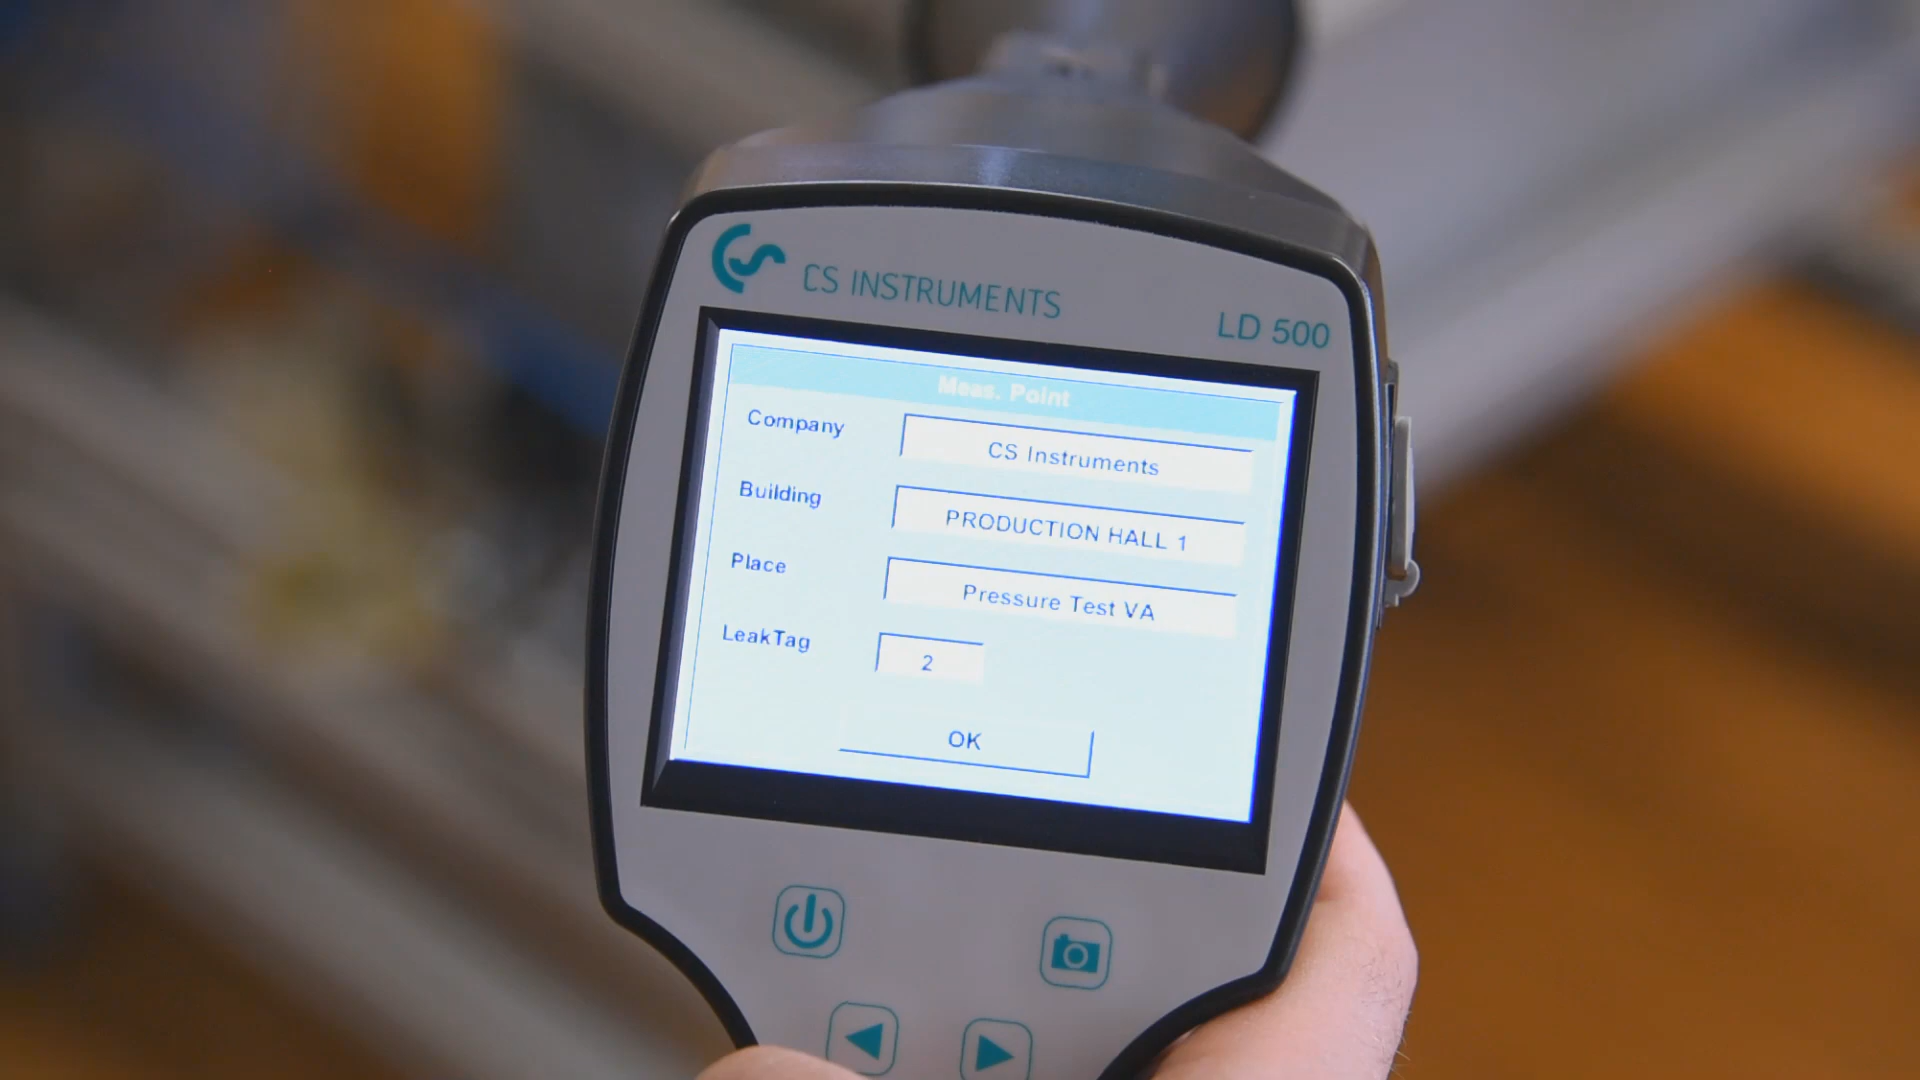 CS INSTRUMENTS
LD 500
Meas. Point
Company
CS Instruments
Building
PRODUCTION HALL 1
Place
Pressure Test VA
LeakTag
2
OK